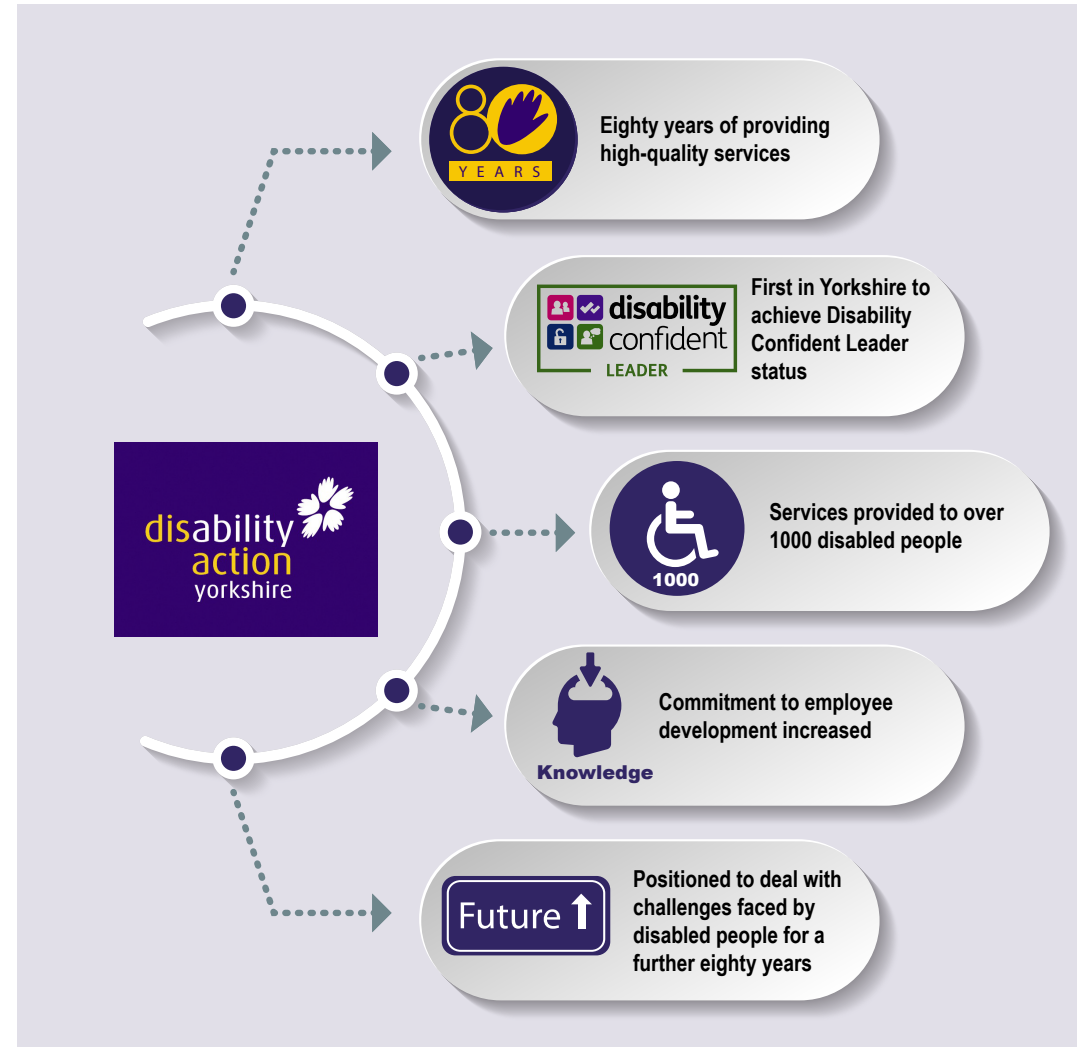 80
YEARS
Eighty years of providing
high-quality services
disability
confident
LEADER
First in Yorkshire to
achieve Disability
Confident Leader
status
disability
action
yorkshire
1000
Services provided to over
1000 disabled people
Knowledge
Commitment to employee
development increased
Future
Positioned to deal with
challenges faced by
disabled people for a
further eighty years